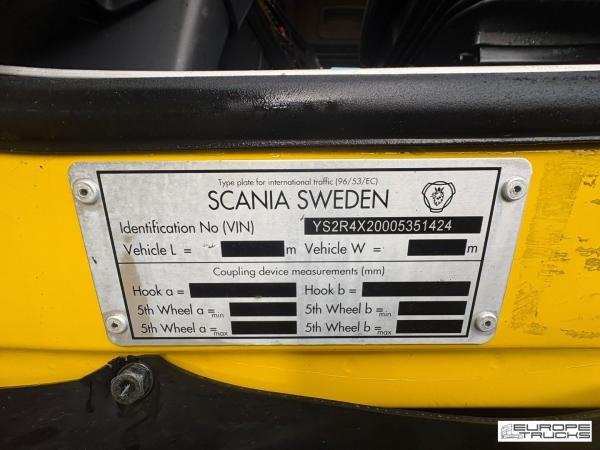 Type plate for international traffic (96/53/EC)
SCANIA SWEDEN
Identification No (VIN) YS2R4X20005351424
Vehicle L = m Vehicle W = m
Coupling device measurements (mm)
Hook a = Hook b =
5th Wheel a = min 5th Wheel b = min
5th Wheel a = max 5th Wheel b = max
EUROPE
TRUCKS